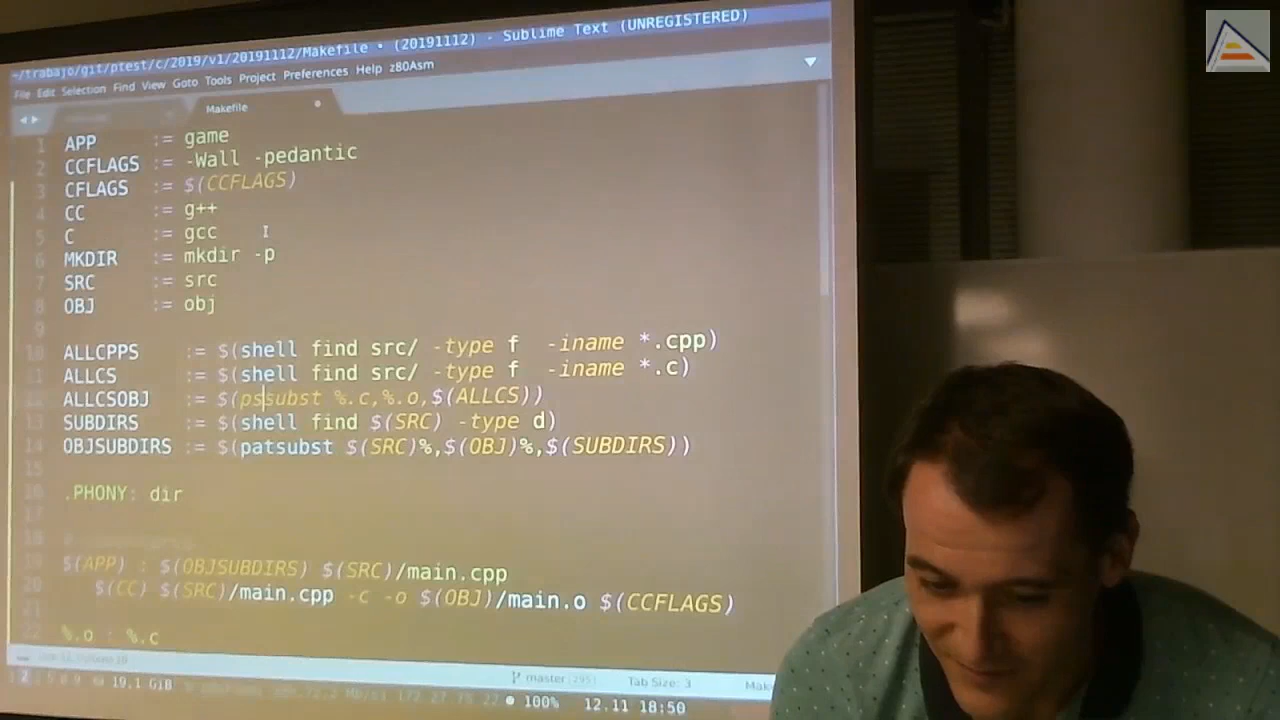 ~/trabajo/git/ptest/c/2019/v1/20191112/Makefile • (20191112) - Sublime Text (UNREGISTERED)
File Edit Selection Find View Goto Tools Project Preferences Help z80Asm
Makefile
1 APP := game
2 CCFLAGS := -Wall -pedantic
3 CFLAGS := $(CCFLAGS)
4 CC := g++
5 C := gcc
6 MKDIR := mkdir -p
7 SRC := src
8 OBJ := obj
9
10 ALLCPPS := $(shell find src/ -type f -iname *.cpp)
11 ALLCS := $(shell find src/ -type f -iname *.c)
12 ALLCSOBJ := $(pssubst %.c,%.o,$(ALLCS))
13 SUBDIRS := $(shell find $(SRC) -type d)
14 OBJSUBDIRS := $(patsubst $(SRC)%,$(OBJ)%,$(SUBDIRS))
15
16 .PHONY: dir
17
18
19 $(APP) : $(OBJSUBDIRS) $(SRC)/main.cpp
20 $(CC) $(SRC)/main.cpp -c -o $(OBJ)/main.o $(CCFLAGS)
21
22 %.o : %.c
master (295) Tab Size: 3 Mak
2 19.1 GiB 100% 12.11 18:50